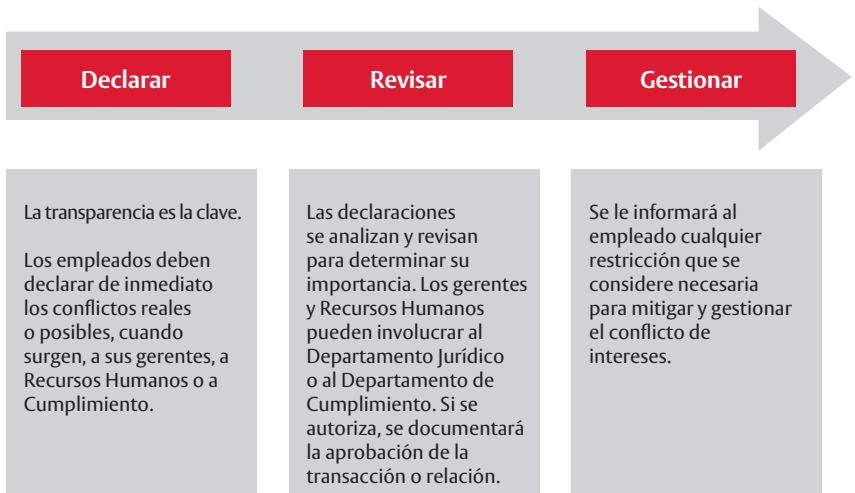 Declarar
Revisar
Gestionar
La transparencia es la clave.
Los empleados deben
declarar de inmediato
los conflictos reales
o posibles, cuando
surgen, a sus gerentes, a
Recursos Humanos o a
Cumplimiento.
Las declaraciones
se analizan y revisan
para determinar su
importancia. Los gerentes
y Recursos Humanos
pueden involucrar al
Departamento Jurídico
o al Departamento de
Cumplimiento. Si se
autoriza, se documentará
la aprobación de la
transacción o relación.
Se le informará al
empleado cualquier
restricción que se
considere necesaria
para mitigar y gestionar
el conflicto de
intereses.